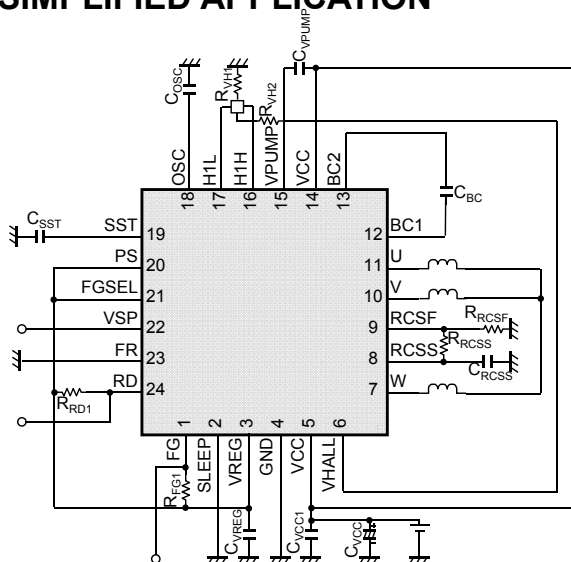 SIMPLIFIED APPLICATION
CVPUMP
COSC
RVH1
RVH2
OSC
H1L
H1H
VPUMP
VCC
BC2
18
17
16
15
14
13
CBC
CSST
SST
19
12
BC1
PS
20
11
U
FGSEL
21
10
V
VSP
22
9
RCSF
RRCSF
RRCSS
FR
23
8
RCSS
CRCSS
RD
24
7
W
RRD1
1
2
3
4
5
6
FG
SLEEP
VREG
GND
VCC
VHALL
RFG1
CVREG
CVCC1
CVCC